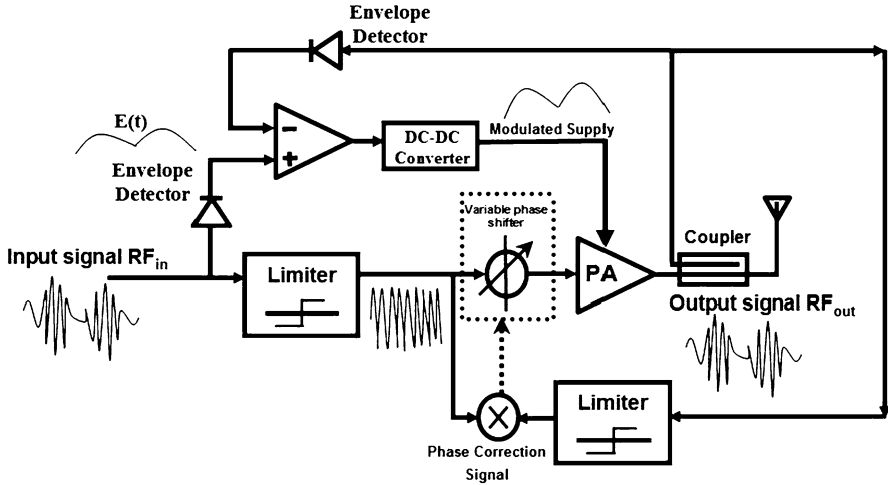 Envelope
Detector
E(t)
Envelope
Detector
−
+
DC-DC
Converter
Modulated Supply
Variable phase
shifter
Input signal RFin
Limiter
PA
Coupler
Output signal RFout
Limiter
X
Phase Correction
Signal